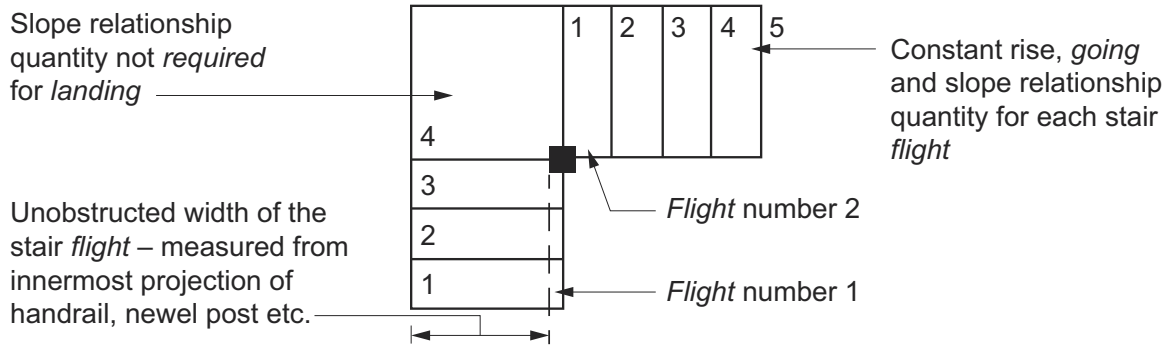 Slope relationship
quantity not required
for landing
1 2 3 4 5
Constant rise, going
and slope relationship
quantity for each stair
flight
4
3
2
1
Unobstructed width of the
stair flight – measured from
innermost projection of
handrail, newel post etc.
Flight number 2
Flight number 1